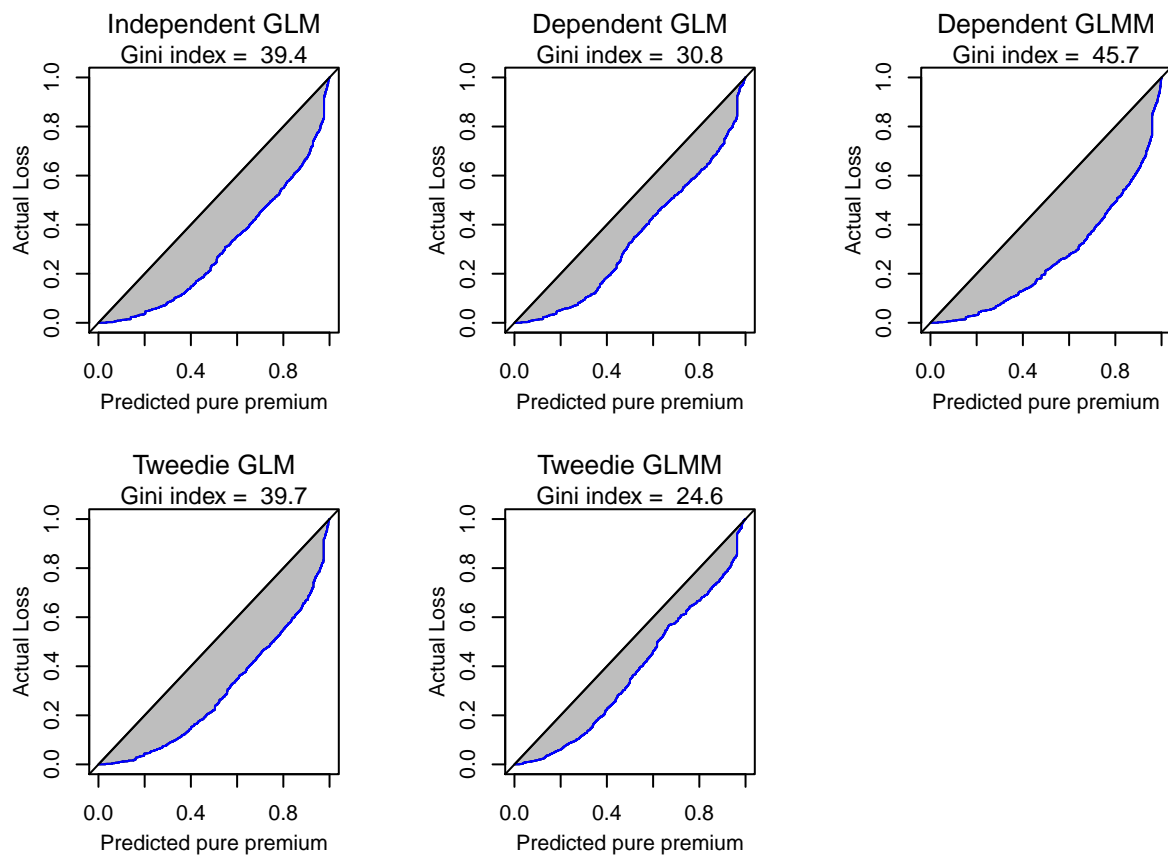 Independent GLM
Gini index = 39.4
Actual Loss
0.0 0.2 0.4 0.6 0.8 1.0
0.0 0.4 0.8
Predicted pure premium
Dependent GLM
Gini index = 30.8
Actual Loss
0.0 0.2 0.4 0.6 0.8 1.0
0.0 0.4 0.8
Predicted pure premium
Dependent GLMM
Gini index = 45.7
Actual Loss
0.0 0.2 0.4 0.6 0.8 1.0
0.0 0.4 0.8
Predicted pure premium
Tweedie GLM
Gini index = 39.7
Actual Loss
0.0 0.2 0.4 0.6 0.8 1.0
0.0 0.4 0.8
Predicted pure premium
Tweedie GLMM
Gini index = 24.6
Actual Loss
0.0 0.2 0.4 0.6 0.8 1.0
0.0 0.4 0.8
Predicted pure premium